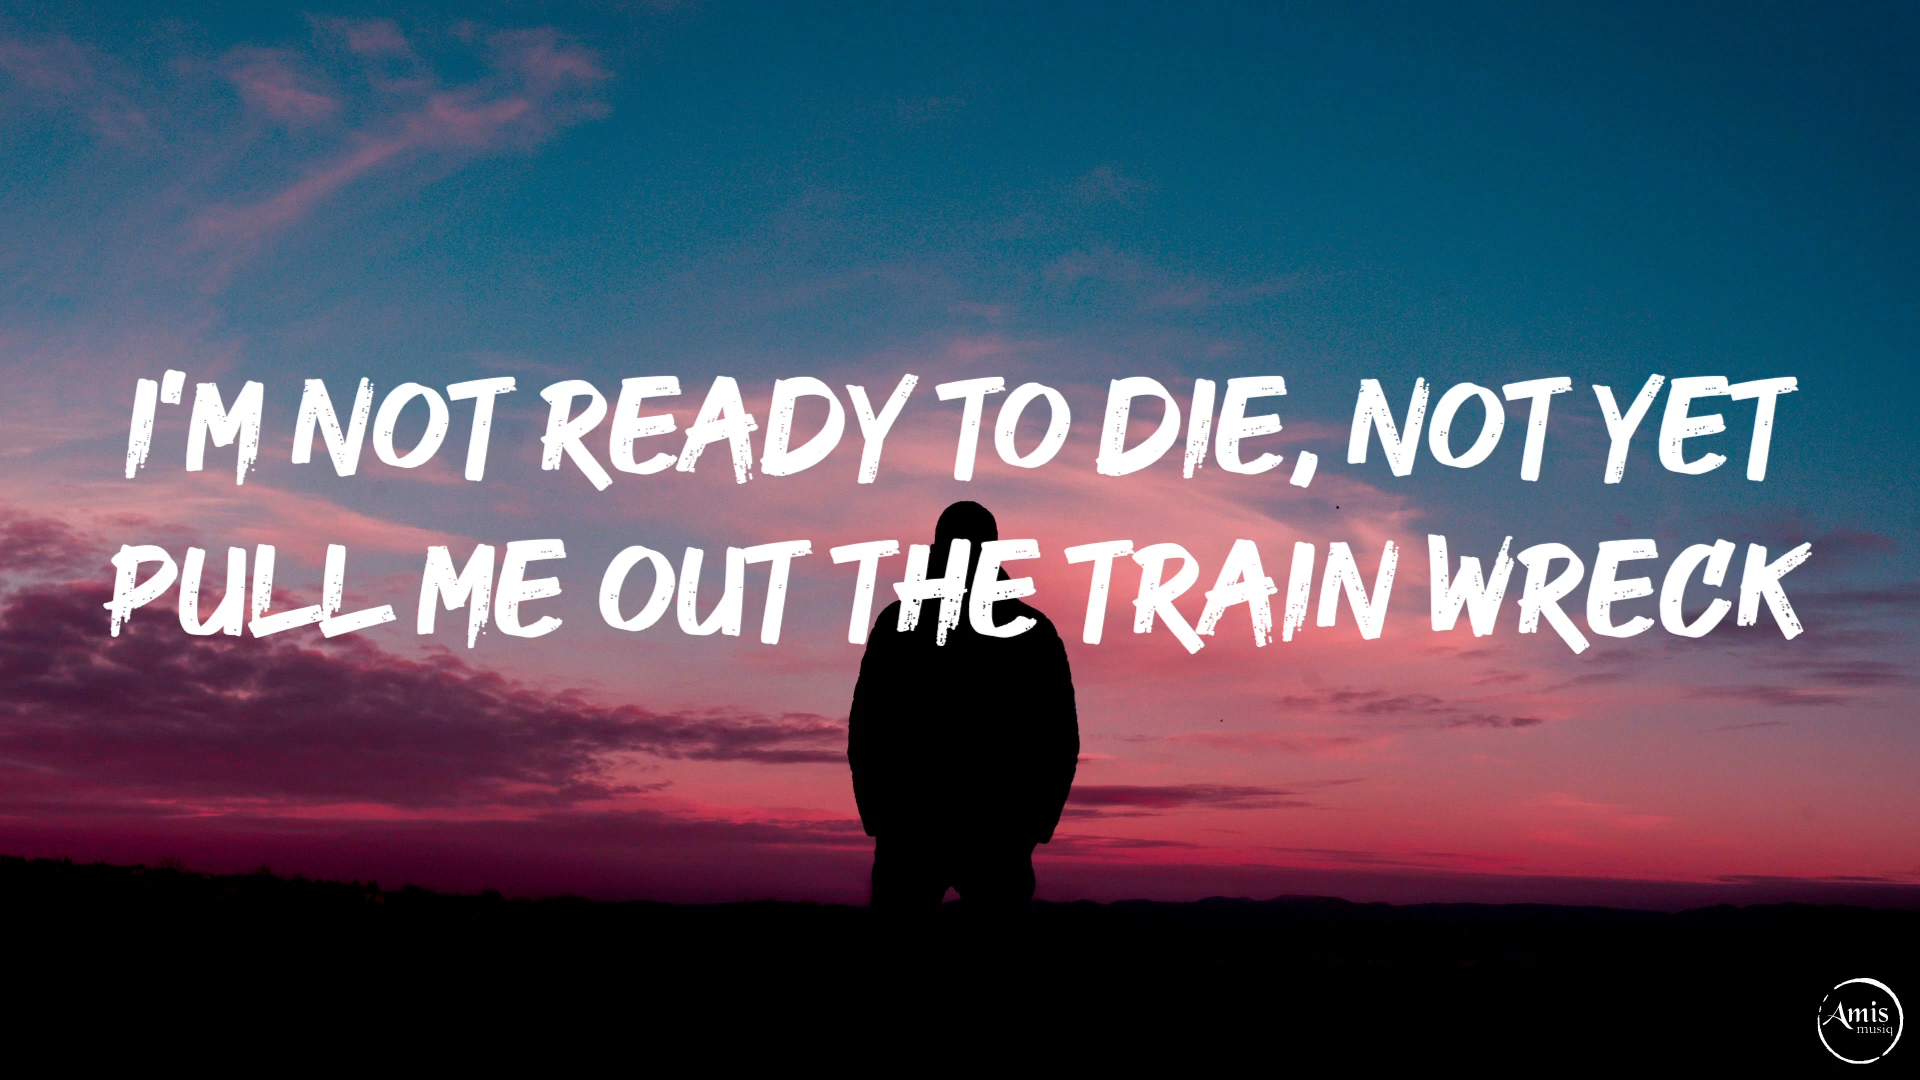 I'M NOT READY TO DIE, NOT YET
PULL ME OUT THE TRAIN WRECK
Amis
musiq